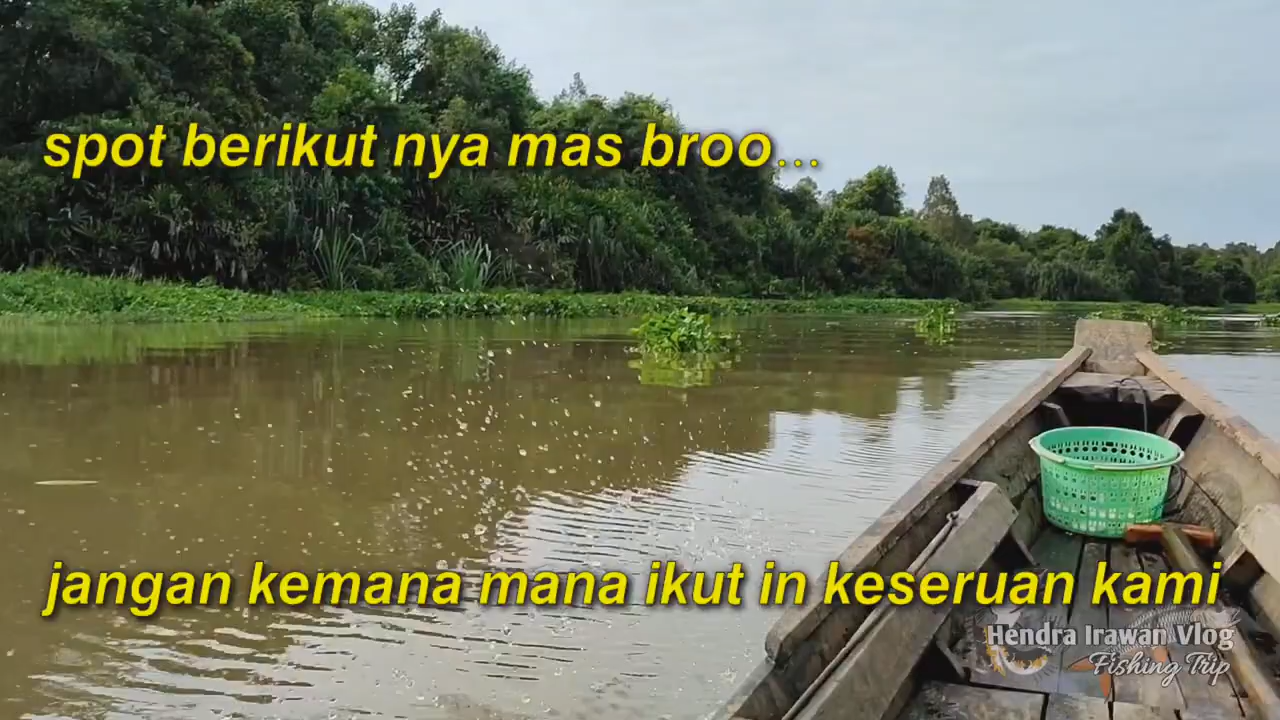 spot berikut nya mas broo...
jangan kemana mana ikut in keseruan kami
Hendra Irawan Vlog
Fishing Trip